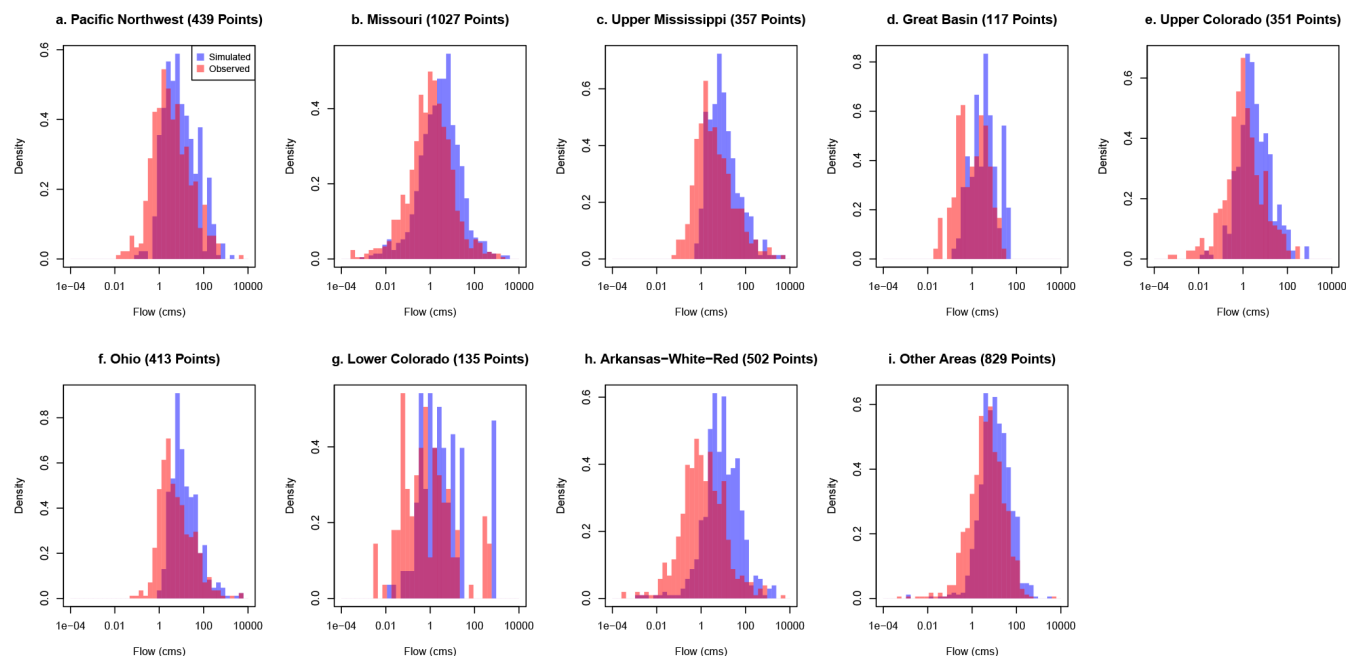 a. Pacific Northwest (439 Points)
b. Missouri (1027 Points)
c. Upper Mississippi (357 Points)
d. Great Basin (117 Points)
e. Upper Colorado (351 Points)
Simulated
Observed
Density
0.0
0.2
0.4
0.6
1e−04 0.01 1 100 10000
Flow (cms)
Density
0.0
0.2
0.4
1e−04 0.01 1 100 10000
Flow (cms)
Density
0.0
0.2
0.4
0.6
1e−04 0.01 1 100 10000
Flow (cms)
Density
0.0
0.2
0.4
0.6
0.8
1e−04 0.01 1 100 10000
Flow (cms)
Density
0.0
0.2
0.4
0.6
1e−04 0.01 1 100 10000
Flow (cms)
f. Ohio (413 Points)
g. Lower Colorado (135 Points)
h. Arkansas−White−Red (502 Points)
i. Other Areas (829 Points)
Density
0.0
0.2
0.4
0.6
0.8
1e−04 0.01 1 100 10000
Flow (cms)
Density
0.0
0.2
0.4
1e−04 0.01 1 100 10000
Flow (cms)
Density
0.0
0.2
0.4
0.6
1e−04 0.01 1 100 10000
Flow (cms)
Density
0.0
0.2
0.4
0.6
1e−04 0.01 1 100 10000
Flow (cms)